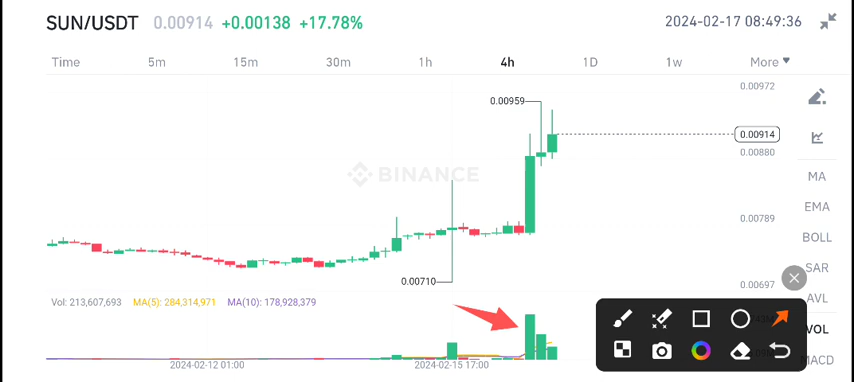 SUN/USDT 0.00914 +0.00138 +17.78% 2024-02-17 08:49:36
Time 5m 15m 30m 1h 4h 1D 1w More
0.00972
0.00959
0.00914
0.00880
BINANCE
MA
EMA
0.00789
BOLL
SAR
0.00710
0.00697
AVL
Vol: 213,607,693 MA(5): 284,314,971 MA(10): 178,928,379
VOL
MACD
2024-02-12 01:00 2024-02-15 17:00